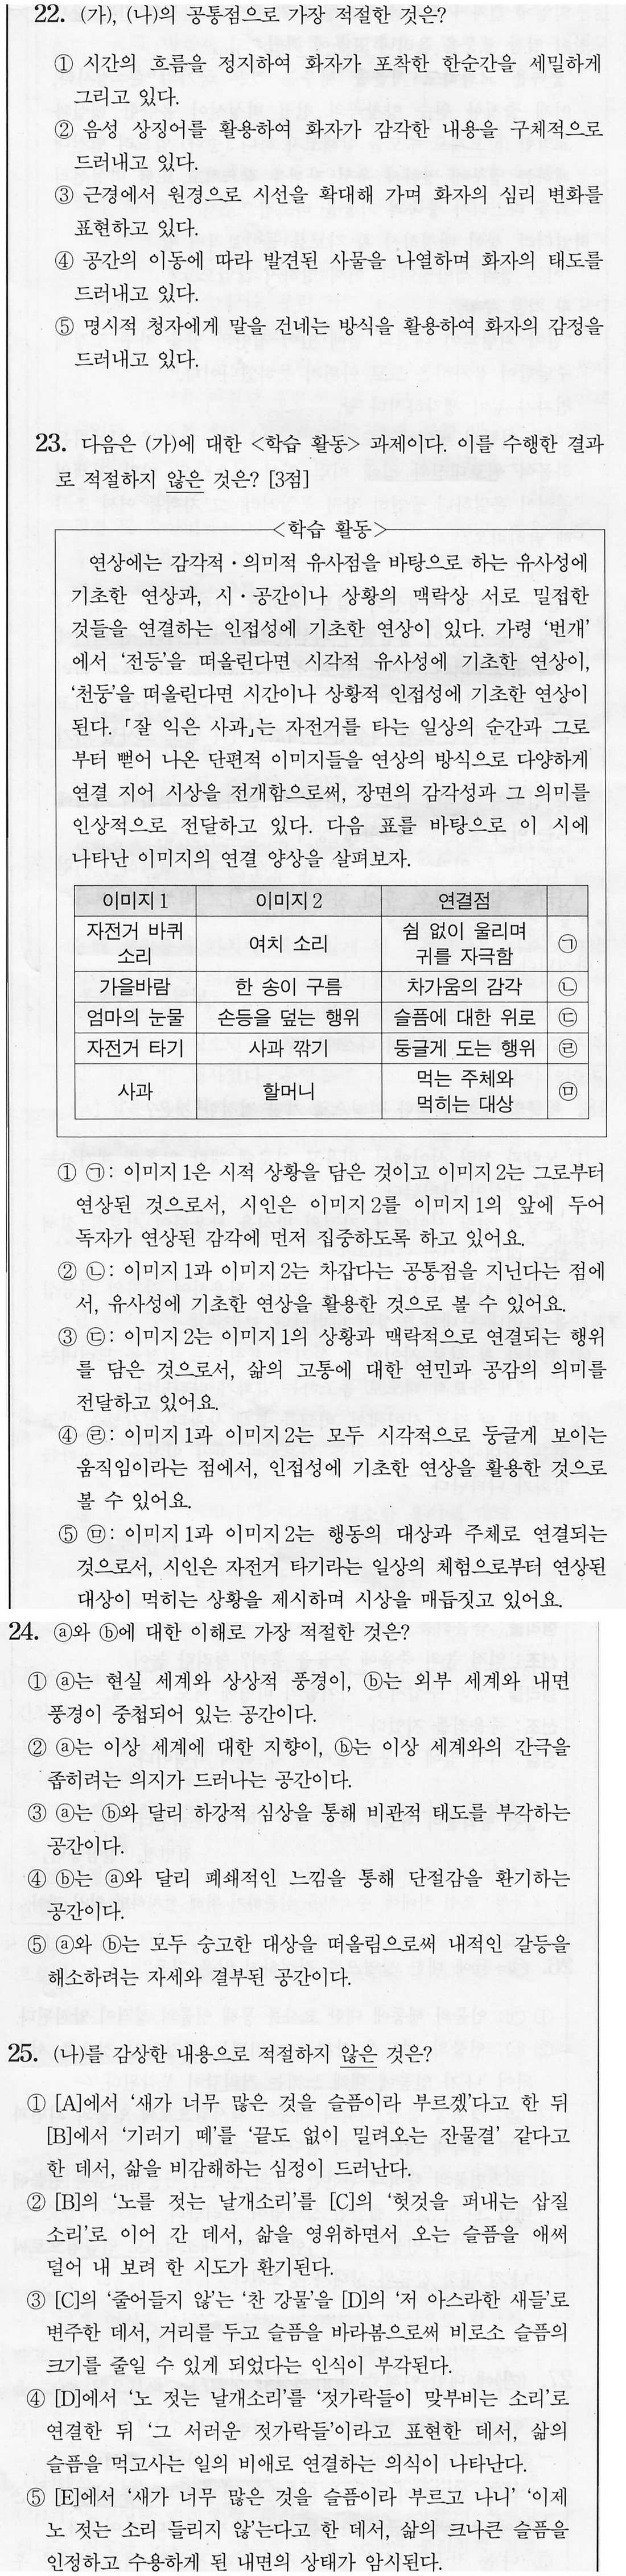 22. (가), (나)의 공통점으로 가장 적절한 것은?
① 시간의 흐름을 정지하여 화자가 포착한 한순간을 세밀하게
그리고 있다.
② 음성 상징어를 활용하여 화자가 감각한 내용을 구체적으로
드러내고 있다.
③ 근경에서 원경으로 시선을 확대해 가며 화자의 심리 변화를
표현하고 있다.
④ 공간의 이동에 따라 발견된 사물을 나열하며 화자의 태도를
드러내고 있다.
⑤ 명시적 청자에게 말을 건네는 방식을 활용하여 화자의 감정을
드러내고 있다.
23. 다음은 (가)에 대한 <학습 활동> 과제이다. 이를 수행한 결과
로 적절하지 않은 것은? [3점]
<학습 활동>
연상에는 감각적·의미적 유사점을 바탕으로 하는 유사성에
기초한 연상과, 시·공간이나 상황의 맥락상 서로 밀접한
것들을 연결하는 인접성에 기초한 연상이 있다. 가령 ‘번개’
에서 ‘전등’을 떠올린다면 시각적 유사성에 기초한 연상이,
‘천둥’을 떠올린다면 시간이나 상황적 인접성에 기초한 연상이
된다. 「잘 익은 사과」는 자전거를 타는 일상의 순간과 그로
부터 뻗어 나온 단편적 이미지들을 연상의 방식으로 다양하게
연결 지어 시상을 전개함으로써, 장면의 감각성과 그 의미를
인상적으로 전달하고 있다. 다음 표를 바탕으로 이 시에
나타난 이미지의 연결 양상을 살펴보자.
이미지 1 이미지 2 연결점
자전거 바퀴 소리 여치 소리 쉼 없이 울리며 귀를 자극함 ㉠
가을바람 한 송이 구름 차가움의 감각 ㉡
엄마의 눈물 손등을 덮는 행위 슬픔에 대한 위로 ㉢
자전거 타기 사과 깎기 둥글게 도는 행위 ㉣
사과 할머니 먹는 주체와 먹히는 대상 ㉤
① ㉠: 이미지 1은 시적 상황을 담은 것이고 이미지 2는 그로부터
연상된 것으로서, 시인은 이미지 2를 이미지 1의 앞에 두어
독자가 연상된 감각에 먼저 집중하도록 하고 있어요.
② ㉡: 이미지 1과 이미지 2는 차갑다는 공통점을 지닌다는 점에
서, 유사성에 기초한 연상을 활용한 것으로 볼 수 있어요.
③ ㉢: 이미지 2는 이미지 1의 상황과 맥락적으로 연결되는 행위
를 담은 것으로서, 삶의 고통에 대한 연민과 공감의 의미를
전달하고 있어요.
④ ㉣: 이미지 1과 이미지 2는 모두 시각적으로 둥글게 보이는
움직임이라는 점에서, 인접성에 기초한 연상을 활용한 것으로
볼 수 있어요.
⑤ ㉤: 이미지 1과 이미지 2는 행동의 대상과 주체로 연결되는
것으로서, 시인은 자전거 타기라는 일상의 체험으로부터 연상된
대상이 먹히는 상황을 제시하며 시상을 매듭짓고 있어요.
24. ⓐ와 ⓑ에 대한 이해로 가장 적절한 것은?
① ⓐ는 현실 세계와 상상적 풍경이, ⓑ는 외부 세계와 내면
풍경이 중첩되어 있는 공간이다.
② ⓐ는 이상 세계에 대한 지향이, ⓑ는 이상 세계와의 간극을
좁히려는 의지가 드러나는 공간이다.
③ ⓐ는 ⓑ와 달리 하강적 심상을 통해 비관적 태도를 부각하는
공간이다.
④ ⓑ는 ⓐ와 달리 폐쇄적인 느낌을 통해 단절감을 환기하는
공간이다.
⑤ ⓐ와 ⓑ는 모두 숭고한 대상을 떠올림으로써 내적인 갈등을
해소하려는 자세와 결부된 공간이다.
25. (나)를 감상한 내용으로 적절하지 않은 것은?
① [A]에서 ‘새가 너무 많은 것을 슬픔이라 부르겠’다고 한 뒤
[B]에서 ‘기러기 떼’를 ‘끝도 없이 밀려오는 잔물결’ 같다고
한 데서, 삶을 비감해하는 심정이 드러난다.
② [B]의 ‘노를 젓는 날개소리’를 [C]의 ‘헛것을 퍼내는 삽질
소리’로 이어 간 데서, 삶을 영위하면서 오는 슬픔을 애써
덜어 내 보려 한 시도가 환기된다.
③ [C]의 ‘줄어들지 않’는 ‘찬 강물’을 [D]의 ‘저 아스라한 새들’로
변주한 데서, 거리를 두고 슬픔을 바라봄으로써 비로소 슬픔의
크기를 줄일 수 있게 되었다는 인식이 부각된다.
④ [D]에서 ‘노 젓는 날개소리’를 ‘젓가락들이 맞부비는 소리’로
연결한 뒤 ‘그 서러운 젓가락들’이라고 표현한 데서, 삶의
슬픔을 먹고사는 일의 비애로 연결하는 의식이 나타난다.
⑤ [E]에서 ‘새가 너무 많은 것을 슬픔이라 부르고 나니’ ‘이제
노 젓는 소리 들리지 않’는다고 한 데서, 삶의 크나큰 슬픔을
인정하고 수용하게 된 내면의 상태가 암시된다.